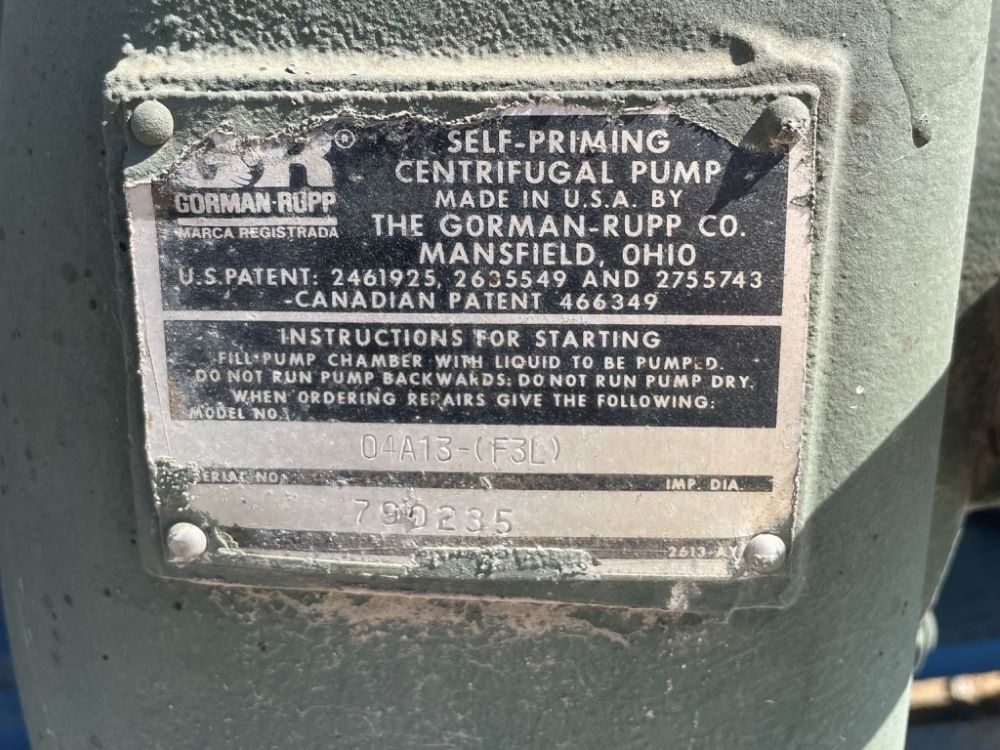 GR®
GORMAN-RUPP
MARCA REGISTRADA
SELF-PRIMING
CENTRIFUGAL PUMP
MADE IN U.S.A. BY
THE GORMAN-RUPP CO.
MANSFIELD, OHIO
U.S. PATENT: 2461925, 2635549 AND 2755743
-CANADIAN PATENT 466349
INSTRUCTIONS FOR STARTING
FILL PUMP CHAMBER WITH LIQUID TO BE PUMPED.
DO NOT RUN PUMP BACKWARDS: DO NOT RUN PUMP DRY.
WHEN ORDERING REPAIRS GIVE THE FOLLOWING:
MODEL NO.
04A13-(F3L)
SERIAL NO. IMP. DIA.
790235
2613-AX